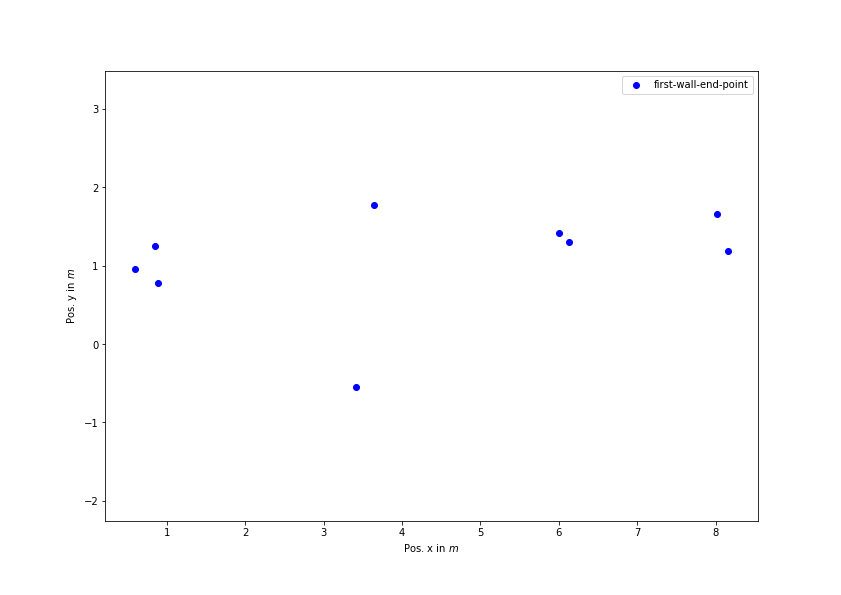 first-wall-end-point
3
2
1
0
−1
−2
Pos. y in m
1 2 3 4 5 6 7 8
Pos. x in m